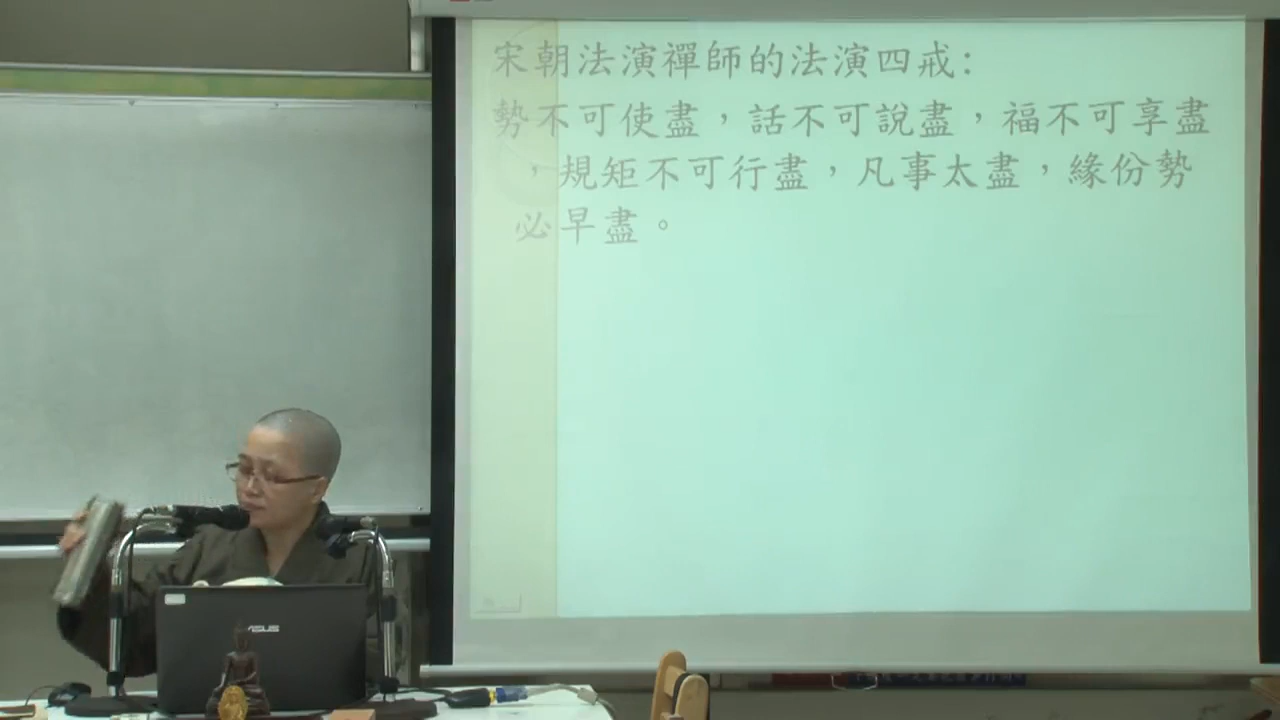 宋朝法演禪師的法演四戒:
勢不可使盡，話不可說盡，福不可享盡
，規矩不可行盡，凡事太盡，緣份勢
必早盡。
ASUS